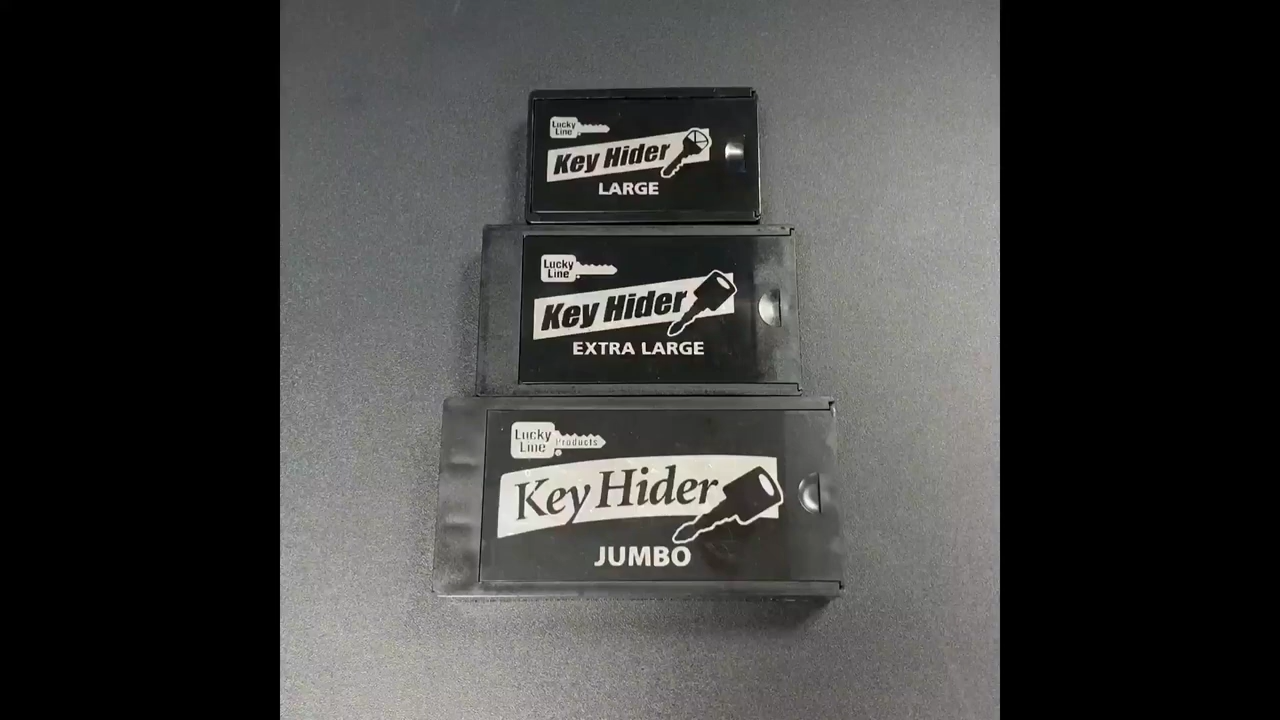 Lucky
Line
Key Hider
LARGE
Lucky
Line
Key Hider
EXTRA LARGE
Lucky
Line Products
Key Hider
JUMBO